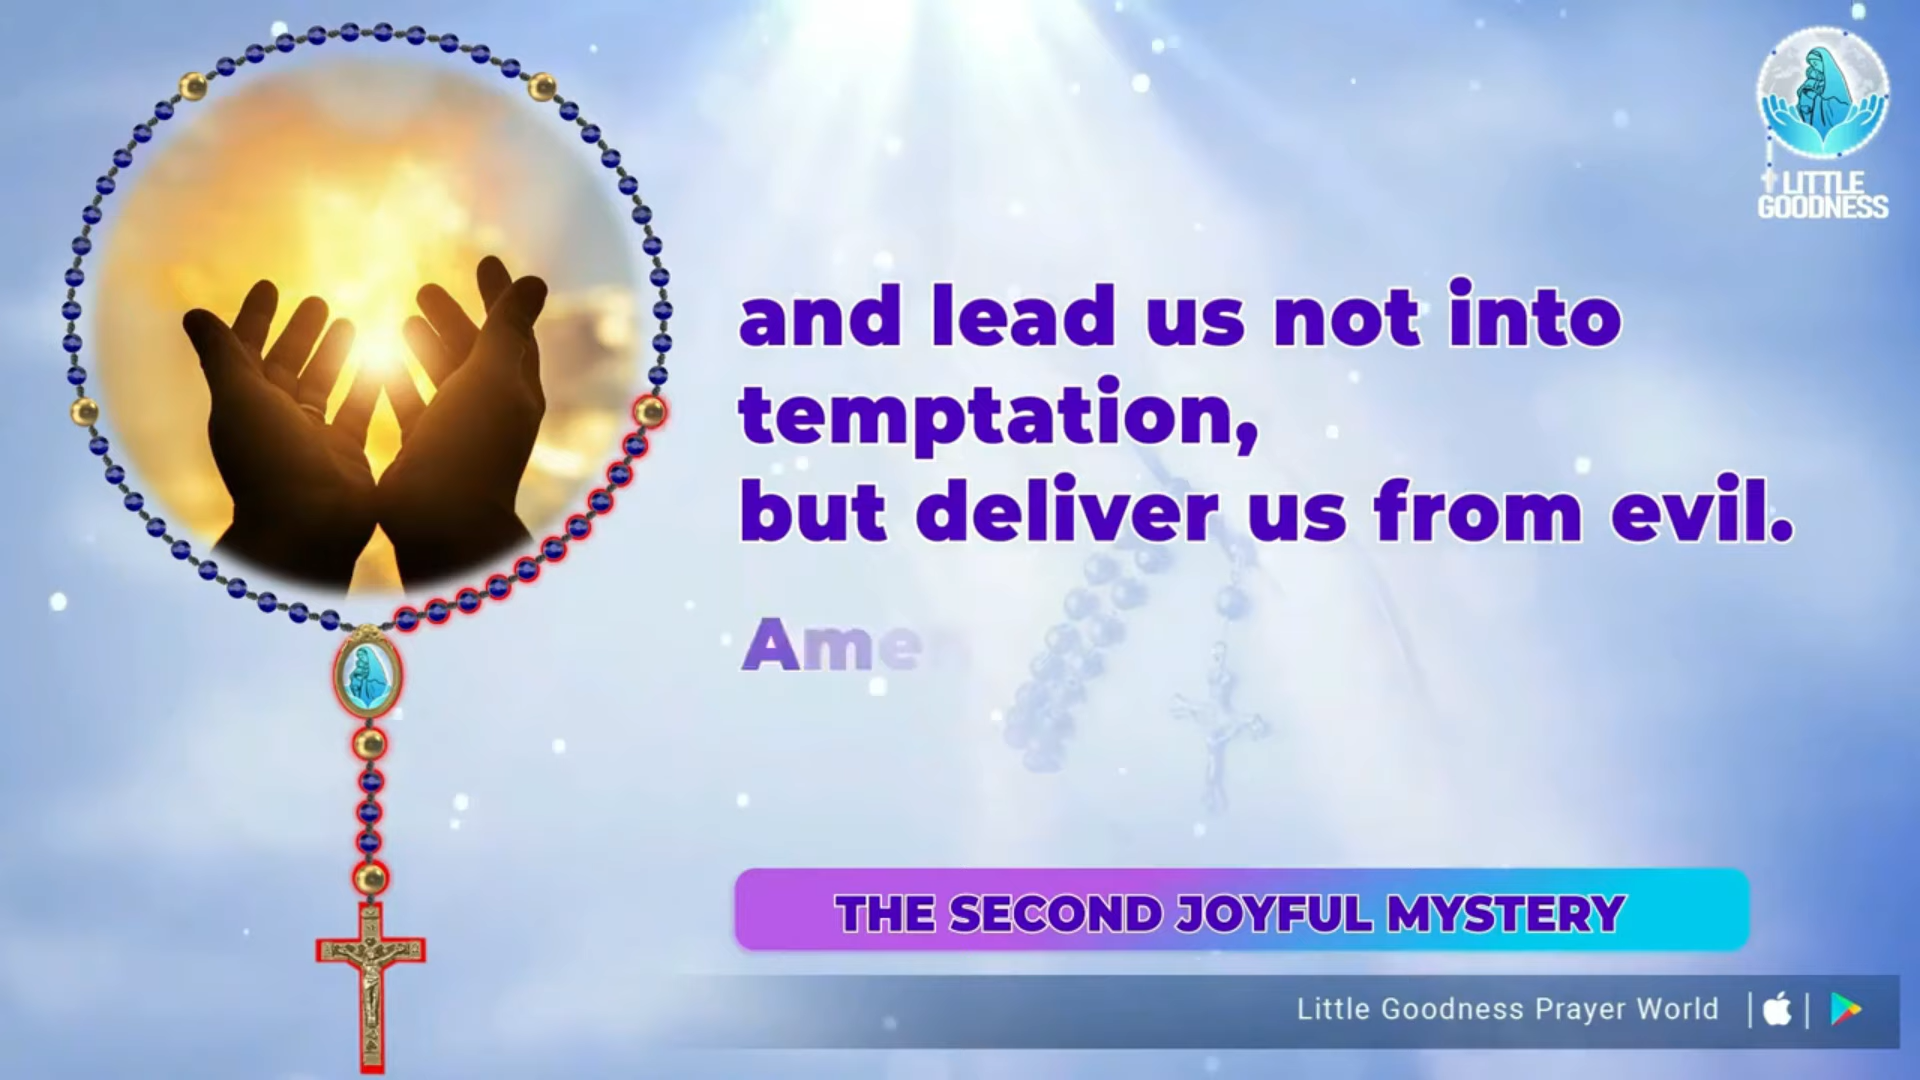 LITTLE
GOODNESS
and lead us not into
temptation,
but deliver us from evil.
Amen
THE SECOND JOYFUL MYSTERY
Little Goodness Prayer World